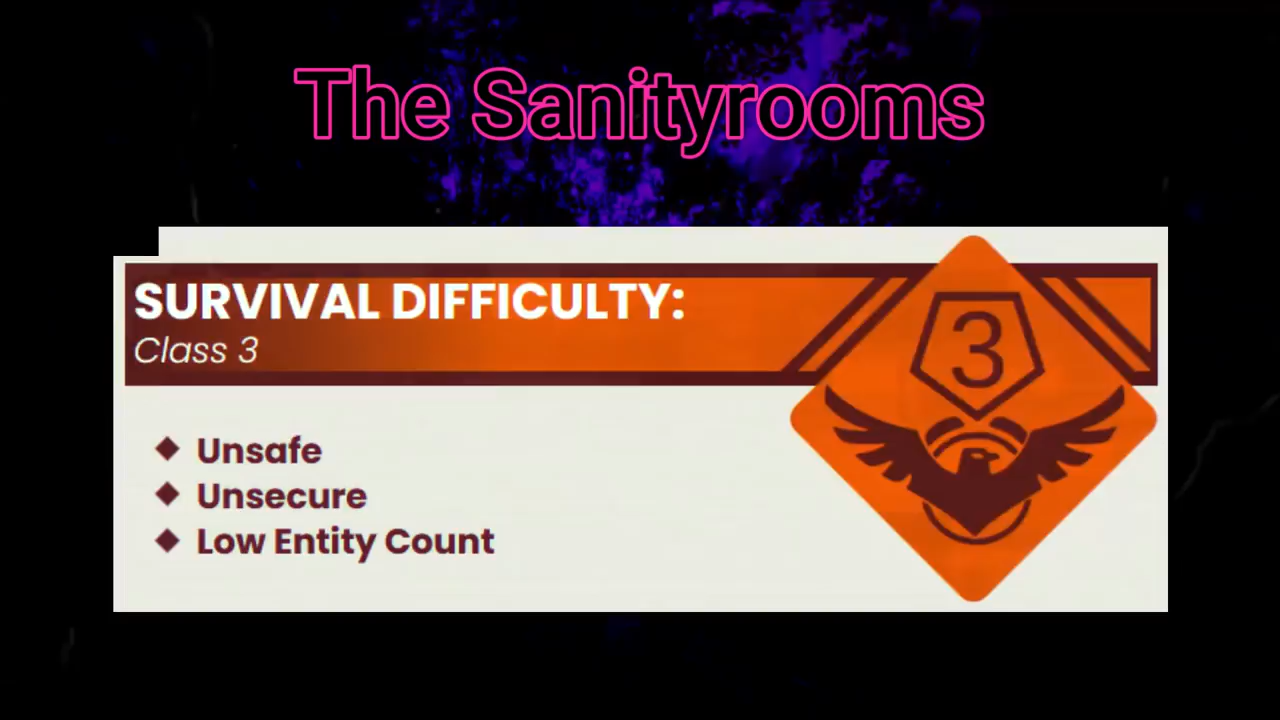 The Sanityrooms
SURVIVAL DIFFICULTY:
Class 3
3
Unsafe
Unsecure
Low Entity Count